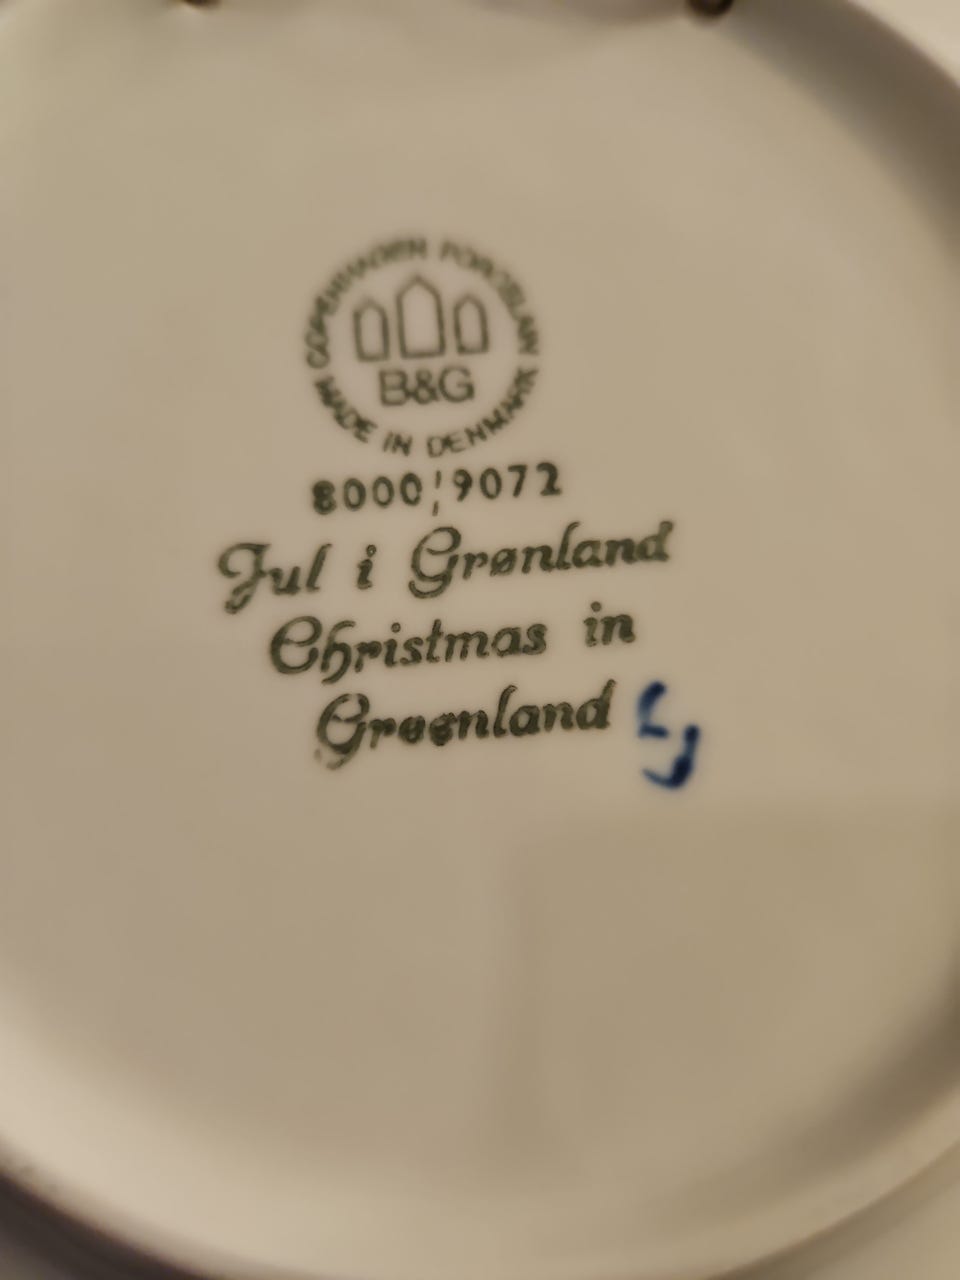 COPENHAGEN PORCELAIN
B&G
MADE IN DENMARK
8000/9072
Jul i Grønland
Christmas in
Greenland